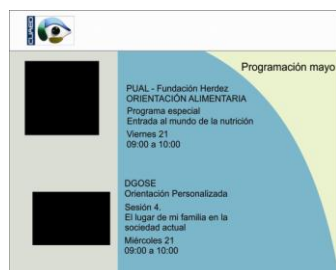 CUAED
Programación mayo
PUAL - Fundación Herdez
ORIENTACIÓN ALIMENTARIA
Programa especial
Entrada al mundo de la nutrición
Viernes 21
09:00 a 10:00
DGOSE
Orientación Personalizada
Sesión 4.
El lugar de mi familia en la
sociedad actual
Miércoles 21
09:00 a 10:00